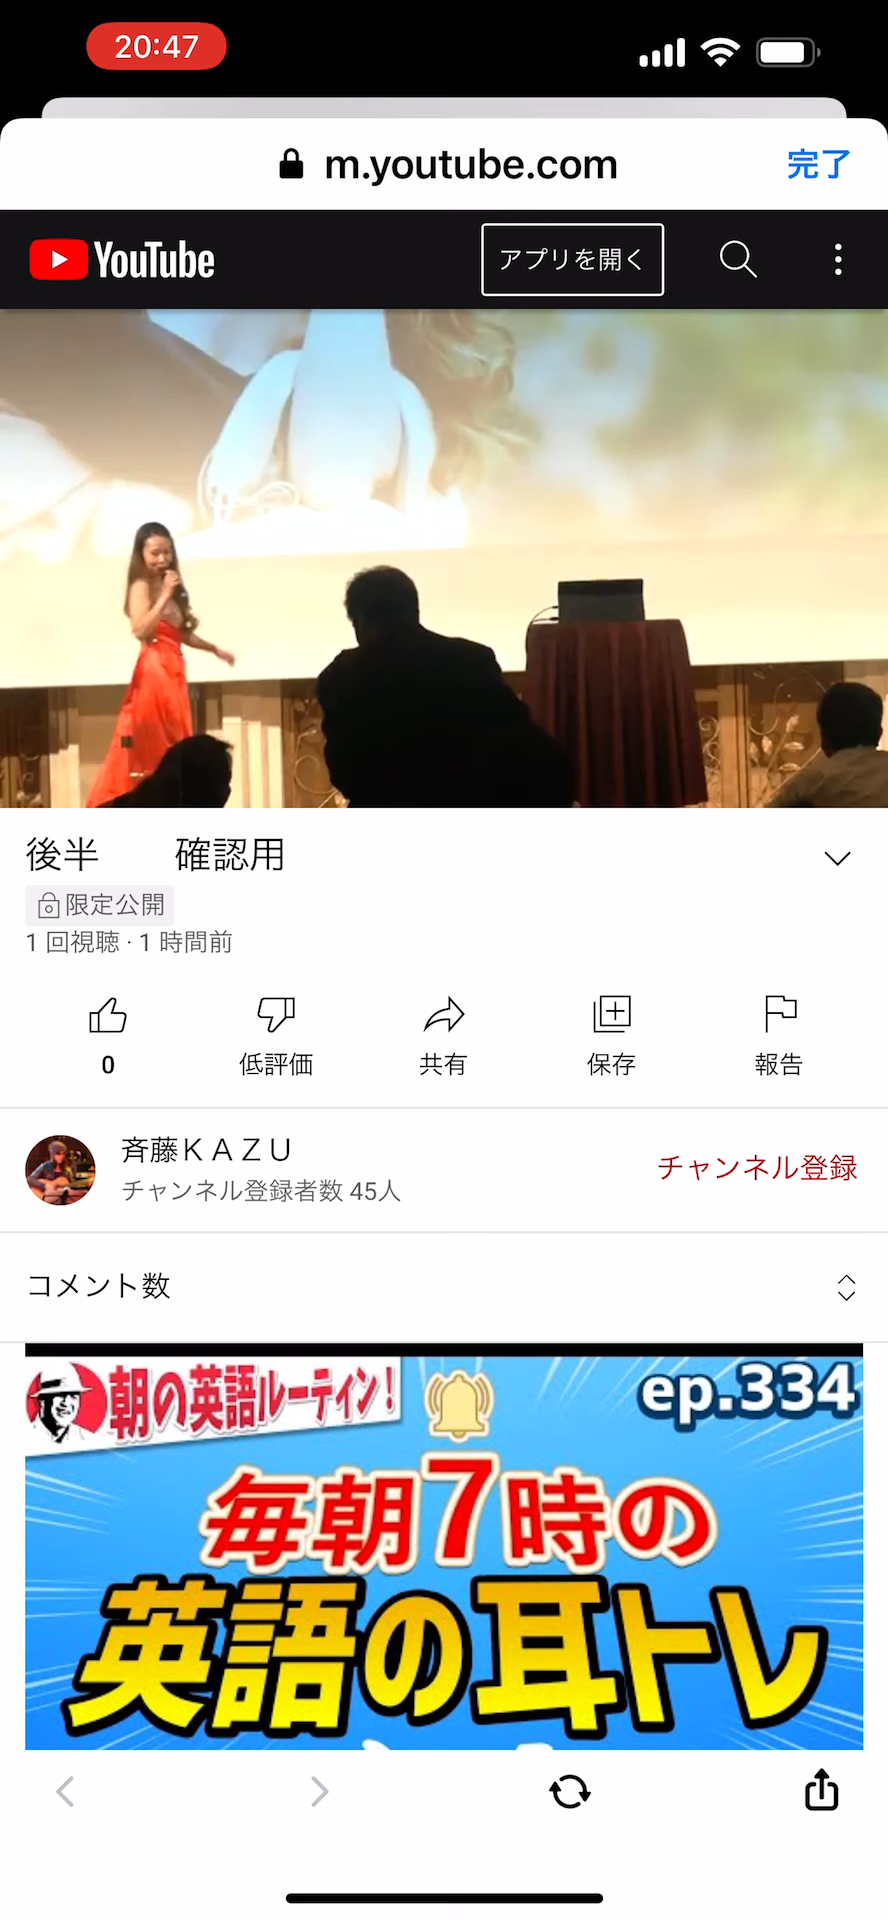 20:47
m.youtube.com
完了
YouTube
アプリを開く
後半 確認用
限定公開
1 回視聴 · 1 時間前
0
低評価
共有
保存
報告
斉藤ＫＡＺＵ
チャンネル登録者数 45人
チャンネル登録
コメント数
朝の英語ルーティン!
ep.334
毎朝7時の
英語の耳トレ